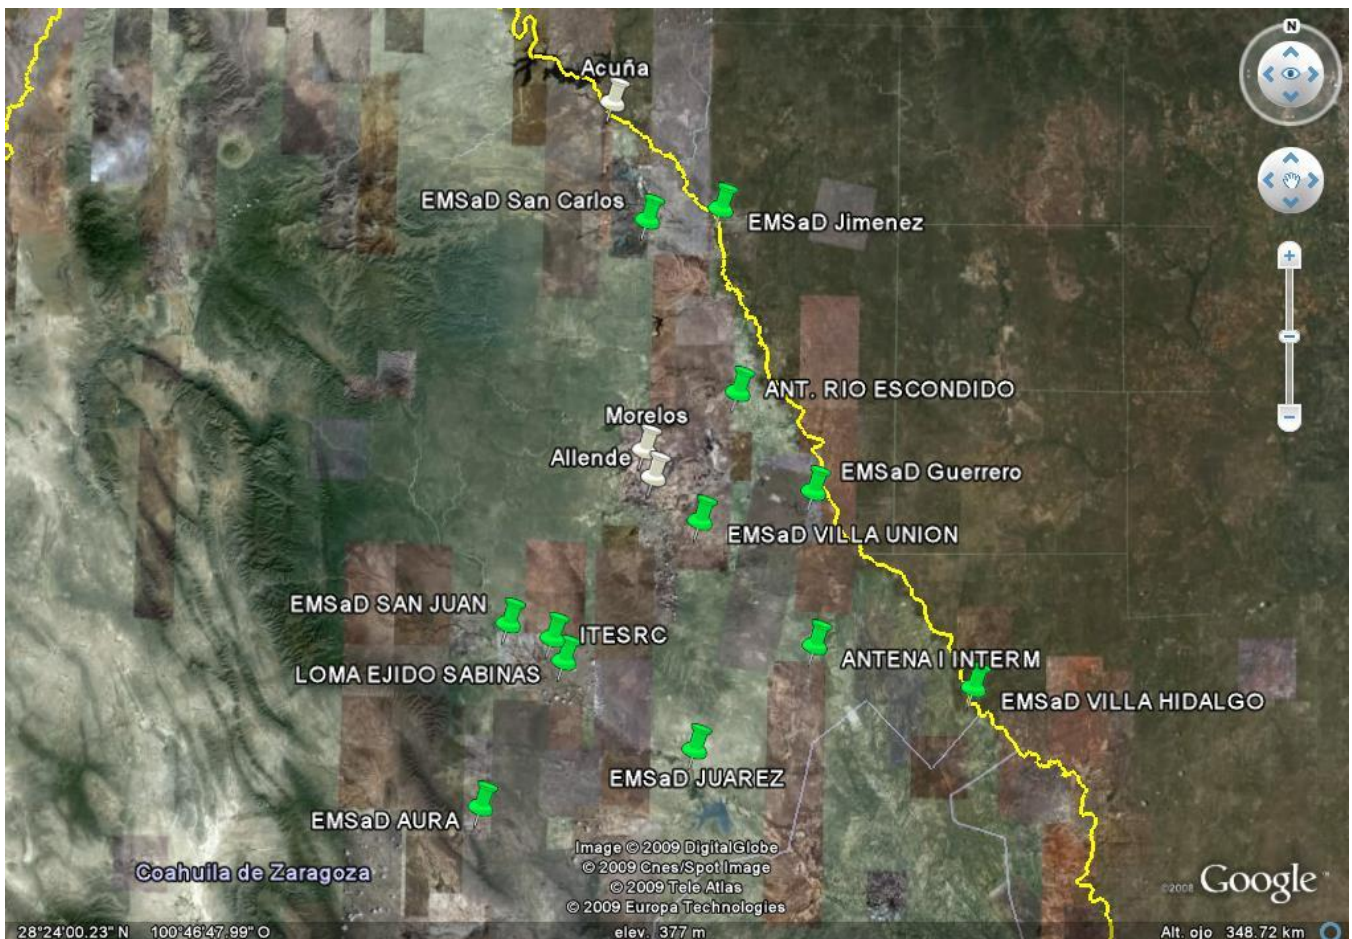 N
Acuña
EMSaD San Carlos
EMSaD Jimenez
ANT. RIO ESCONDIDO
Morelos
Allende
EMSaD Guerrero
EMSaD VILLA UNION
EMSaD SAN JUAN
ITESRC
ANTENA I INTERM
LOMA EJIDO SABINAS
EMSaD VILLA HIDALGO
EMSaD JUAREZ
EMSaD AURA
Image © 2009 DigitalGlobe
© 2009 Cnes/Spot Image
© 2009 Tele Atlas
© 2009 Europa Technologies
Coahuila de Zaragoza
©2008 Google™
28°24'00.23" N 100°46'47.99" O elev. 377 m Alt. ojo 348.72 km